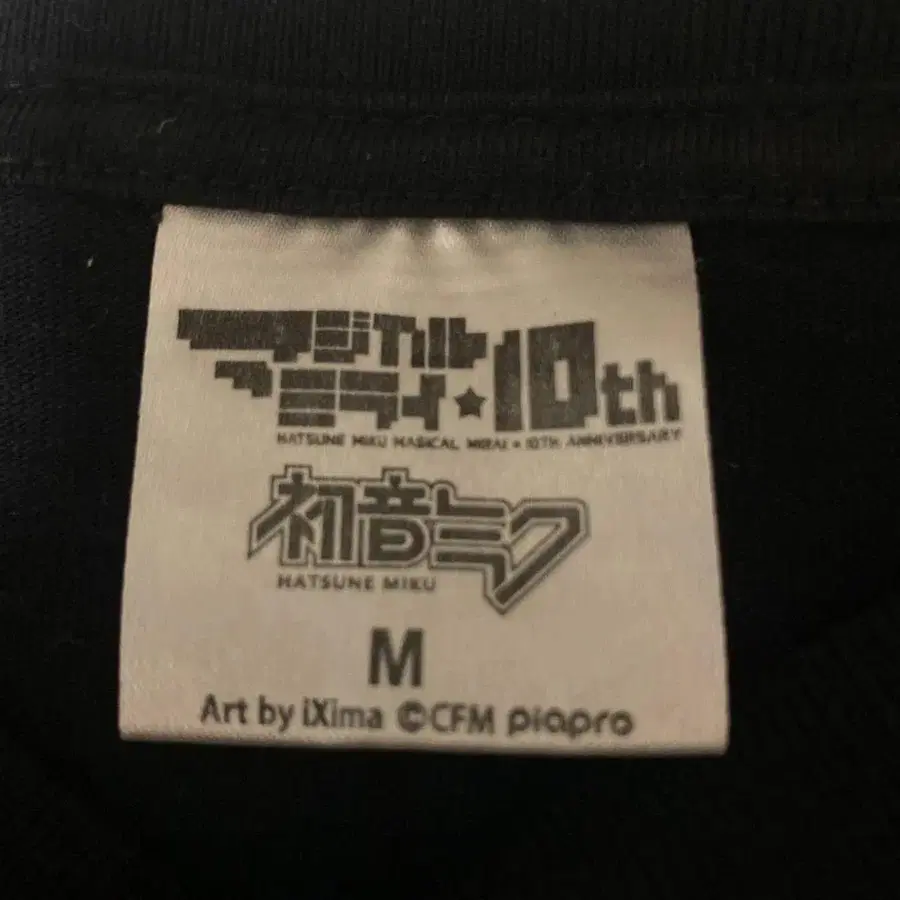 マジカル
ミライ★10th
HATSUNE MIKU MAGICAL MIRAI ★ 10TH ANNIVERSARY
初音ミク
HATSUNE MIKU
M
Art by iXima ©CFM piapro